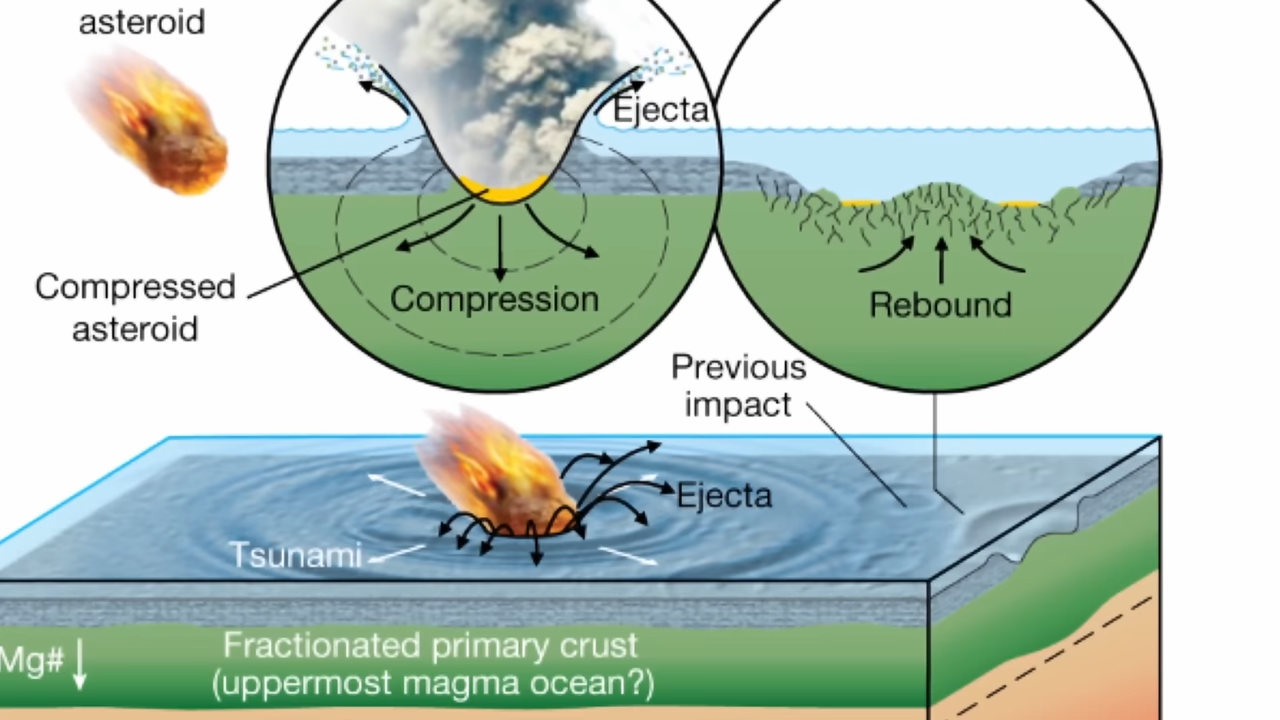 asteroid
Ejecta
Compressed
asteroid
Compression
Rebound
Previous
impact
Ejecta
Tsunami
Mg#
Fractionated primary crust
(uppermost magma ocean?)